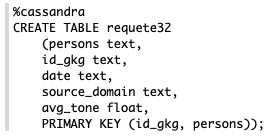 %cassandra
CREATE TABLE requete32
(persons text,
id_gkg text,
date text,
source_domain text,
avg_tone float,
PRIMARY KEY (id_gkg, persons));